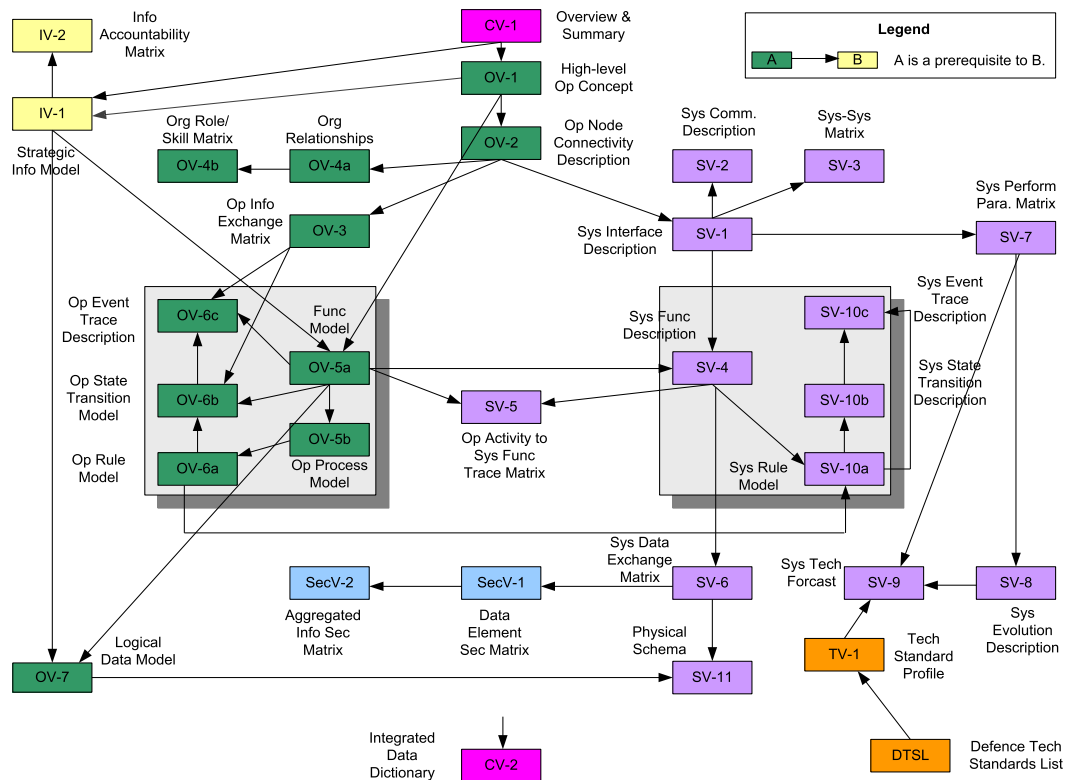 Info
Accountability
Matrix
IV-2
CV-1
Overview &
Summary
Legend
A
B
A is a prerequisite to B.
OV-1
High-level
Op Concept
IV-1
Strategic
Info Model
Org Role/
Skill Matrix
OV-4b
Org
Relationships
OV-4a
OV-2
Op Node
Connectivity
Description
Sys Comm.
Description
SV-2
Sys-Sys
Matrix
SV-3
Op Info
Exchange
Matrix
OV-3
Sys Interface
Description
SV-1
Sys Perform
Para. Matrix
SV-7
Op Event
Trace
Description
OV-6c
Func
Model
OV-5a
Sys Func
Description
SV-4
SV-10c
Sys Event
Trace
Description
Op State
Transition
Model
OV-6b
SV-5
Op Activity to
Sys Func
Trace Matrix
SV-10b
Sys State
Transition
Description
OV-5b
Op Process
Model
Op Rule
Model
OV-6a
Sys Rule
Model
SV-10a
Sys Data
Exchange
Matrix
SV-6
SecV-2
Aggregated
Info Sec
Matrix
SecV-1
Data
Element
Sec Matrix
Sys Tech
Forcast
SV-9
SV-8
Sys
Evolution
Description
Logical
Data Model
OV-7
Physical
Schema
SV-11
TV-1
Tech
Standard
Profile
Integrated
Data
Dictionary
CV-2
DTSL
Defence Tech
Standards List